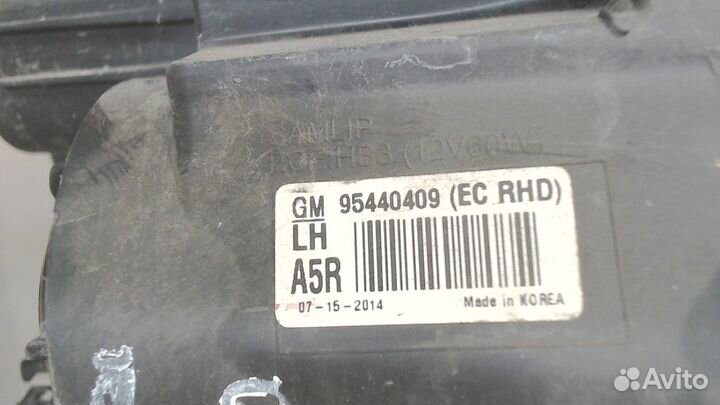 SAMLIP
HB3 (12V60W)
GM 95440409 (EC RHD)
LH
A5R
07-15-2014 Made in KOREA
Avito